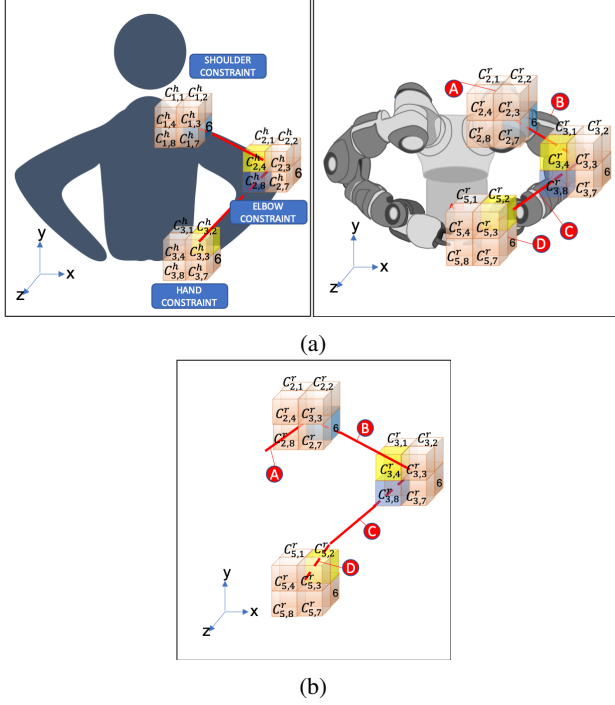 SHOULDER
CONSTRAINT
C^h_{1,1} C^h_{1,2}
C^h_{1,4} C^h_{1,3} 6
C^h_{1,8} C^h_{1,7}
C^h_{2,1} C^h_{2,2}
C^h_{2,4} C^h_{2,3}
C^h_{2,8} C^h_{2,7} 6
ELBOW
CONSTRAINT
C^h_{3,1} C^h_{3,2}
C^h_{3,4} C^h_{3,3} 6
C^h_{3,8} C^h_{3,7}
HAND
CONSTRAINT
y
x
z
C^r_{2,1} C^r_{2,2}
A
B
C^r_{2,4} C^r_{2,3}
6
C^r_{2,8} C^r_{2,7}
C^r_{3,1} C^r_{3,2}
C^r_{3,4} C^r_{3,3}
C^r_{3,8} C^r_{3,7} 6
C^r_{5,1} C^r_{5,2}
C
C^r_{5,4} C^r_{5,3} 6 D
C^r_{5,8} C^r_{5,7}
y
x
z
(a)
C^r_{2,1} C^r_{2,2}
C^r_{2,4} C^r_{3,3}
6 B
C^r_{2,8} C^r_{2,7}
A
C^r_{3,1} C^r_{3,2}
C^r_{3,4} C^r_{3,3}
C^r_{3,8} C^r_{3,7} 6
C
C^r_{5,1} C^r_{5,2}
D
C^r_{5,4} C^r_{5,3} 6
C^r_{5,8} C^r_{5,7}
y
x
z
(b)